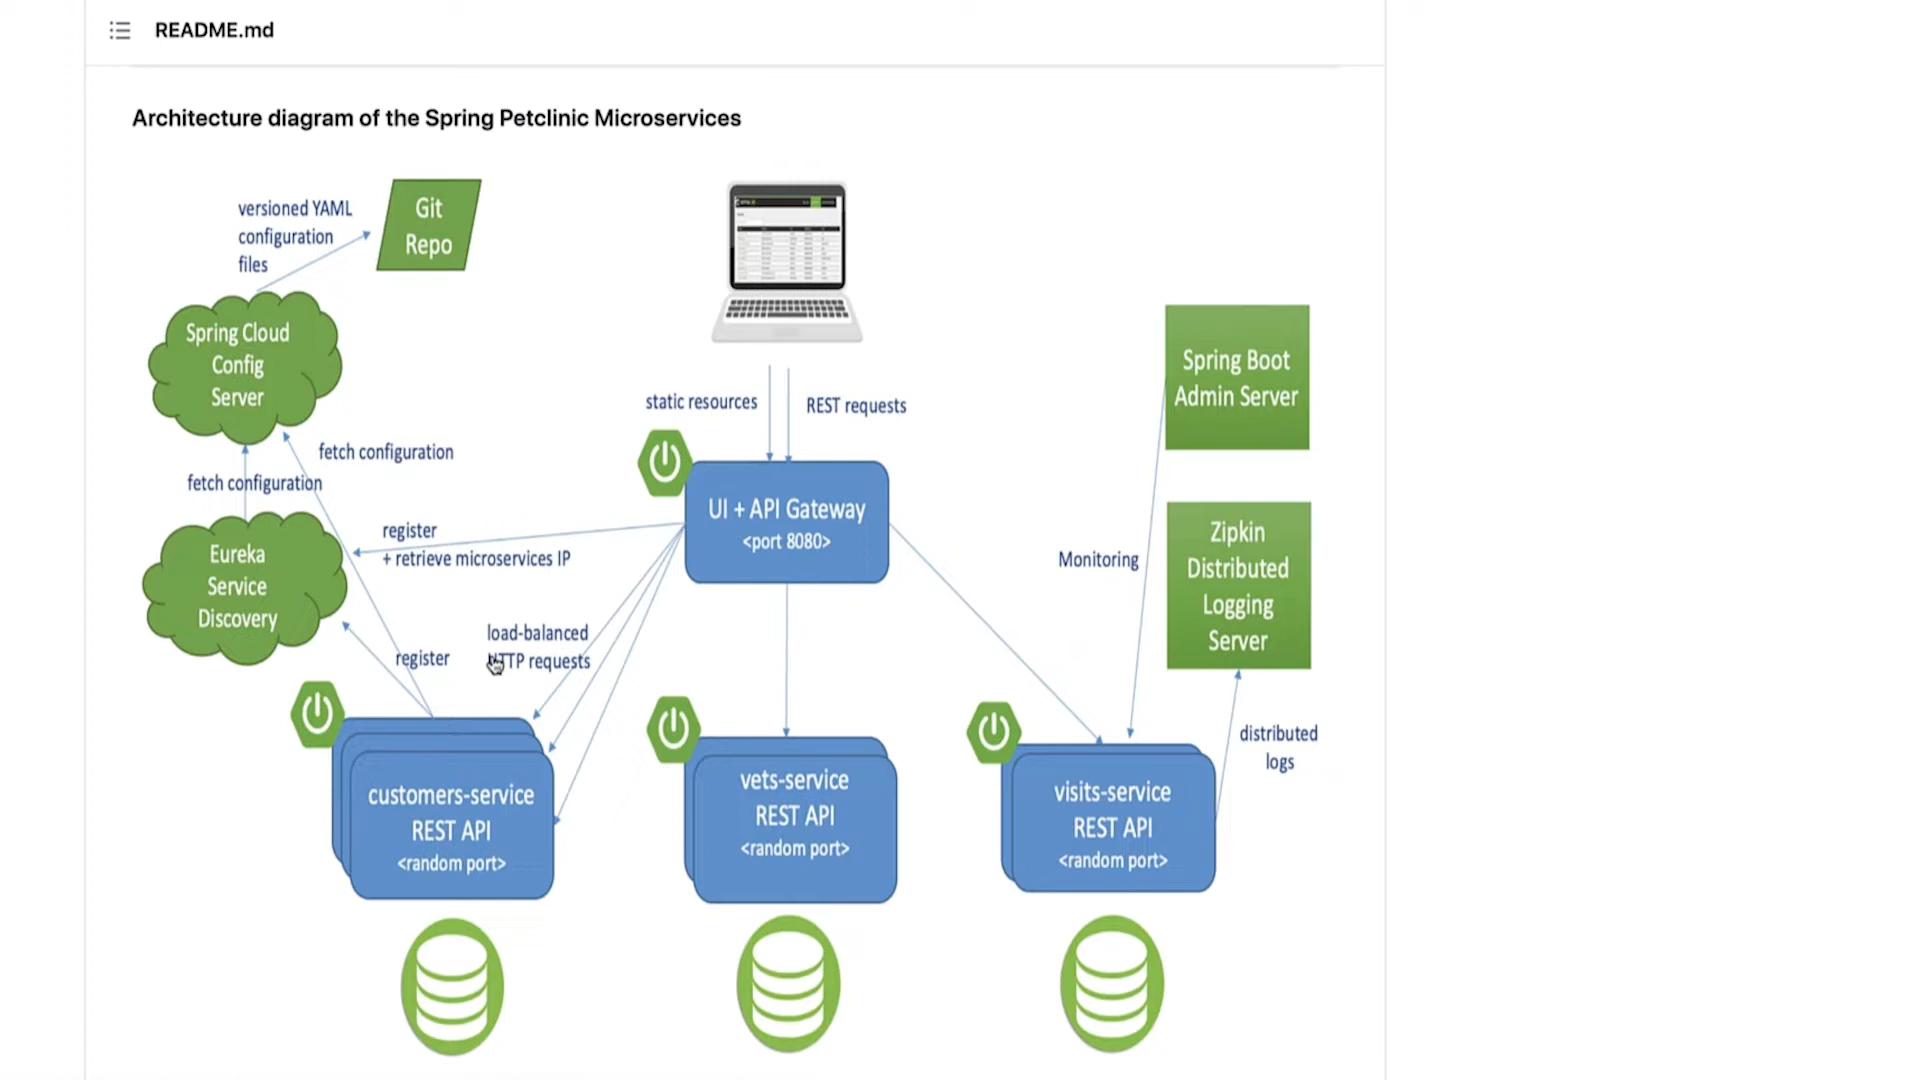 README.md
Architecture diagram of the Spring Petclinic Microservices
versioned YAML
configuration
files
Git
Repo
Spring Cloud
Config
Server
static resources
REST requests
Spring Boot
Admin Server
fetch configuration
fetch configuration
UI + API Gateway
<port 8080>
register
+ retrieve microservices IP
Eureka
Service
Discovery
Monitoring
Zipkin
Distributed
Logging
Server
load-balanced
HTTP requests
register
distributed
logs
customers-service
REST API
<random port>
vets-service
REST API
<random port>
visits-service
REST API
<random port>